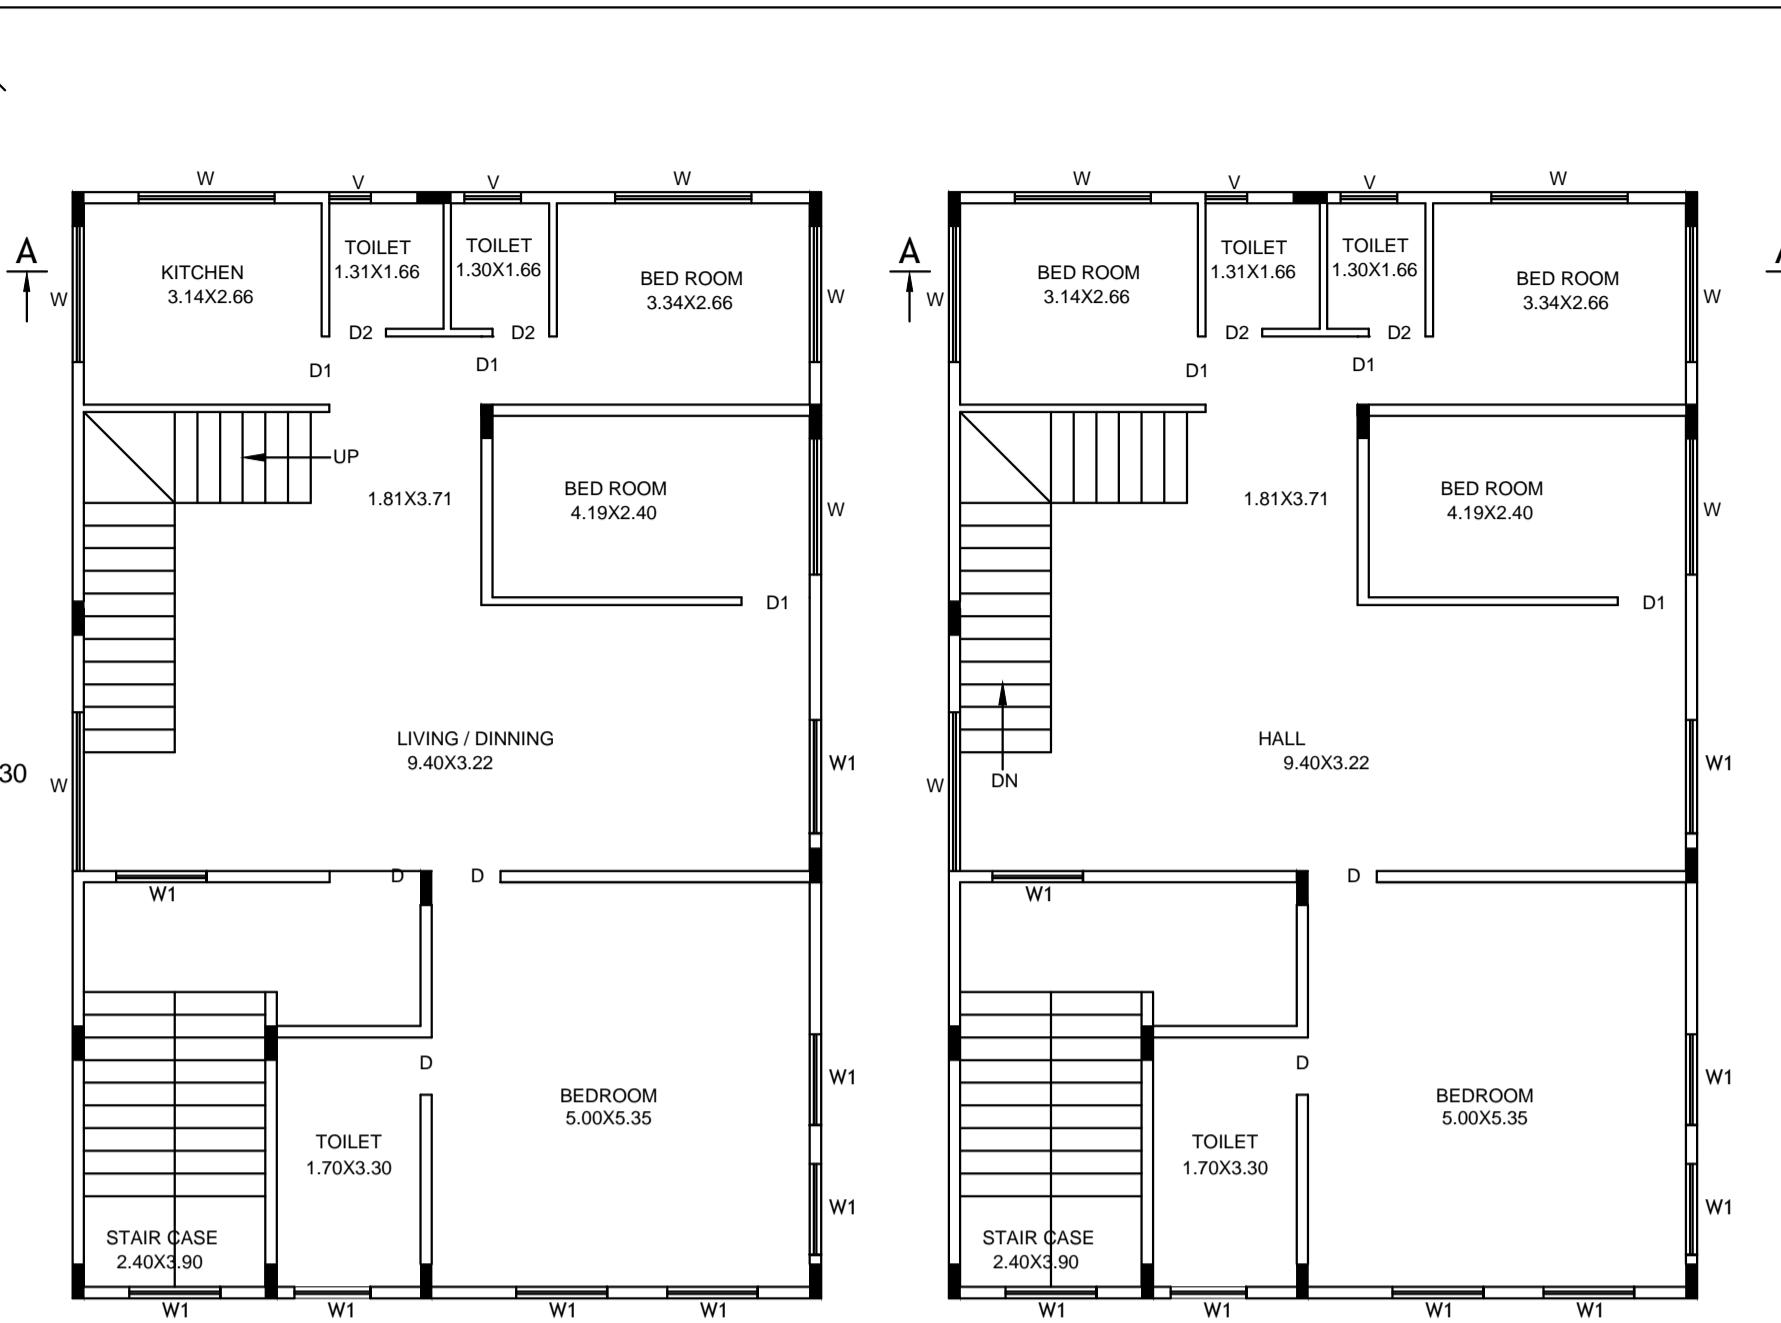 W
V
V
W
A
W
KITCHEN
3.14X2.66
TOILET
1.31X1.66
TOILET
1.30X1.66
BED ROOM
3.34X2.66
W
D2
D2
D1
D1
UP
1.81X3.71
BED ROOM
4.19X2.40
W
D1
LIVING / DINNING
9.40X3.22
W1
30
W
D
D
W1
D
BEDROOM
5.00X5.35
W1
TOILET
1.70X3.30
W1
STAIR CASE
2.40X3.90
W1
W1
W1
W1
W
V
V
W
A
W
BED ROOM
3.14X2.66
TOILET
1.31X1.66
TOILET
1.30X1.66
BED ROOM
3.34X2.66
W
D2
D2
D1
D1
1.81X3.71
BED ROOM
4.19X2.40
W
D1
HALL
9.40X3.22
W1
DN
W
D
W1
D
BEDROOM
5.00X5.35
W1
TOILET
1.70X3.30
W1
STAIR CASE
2.40X3.90
W1
W1
W1
W1